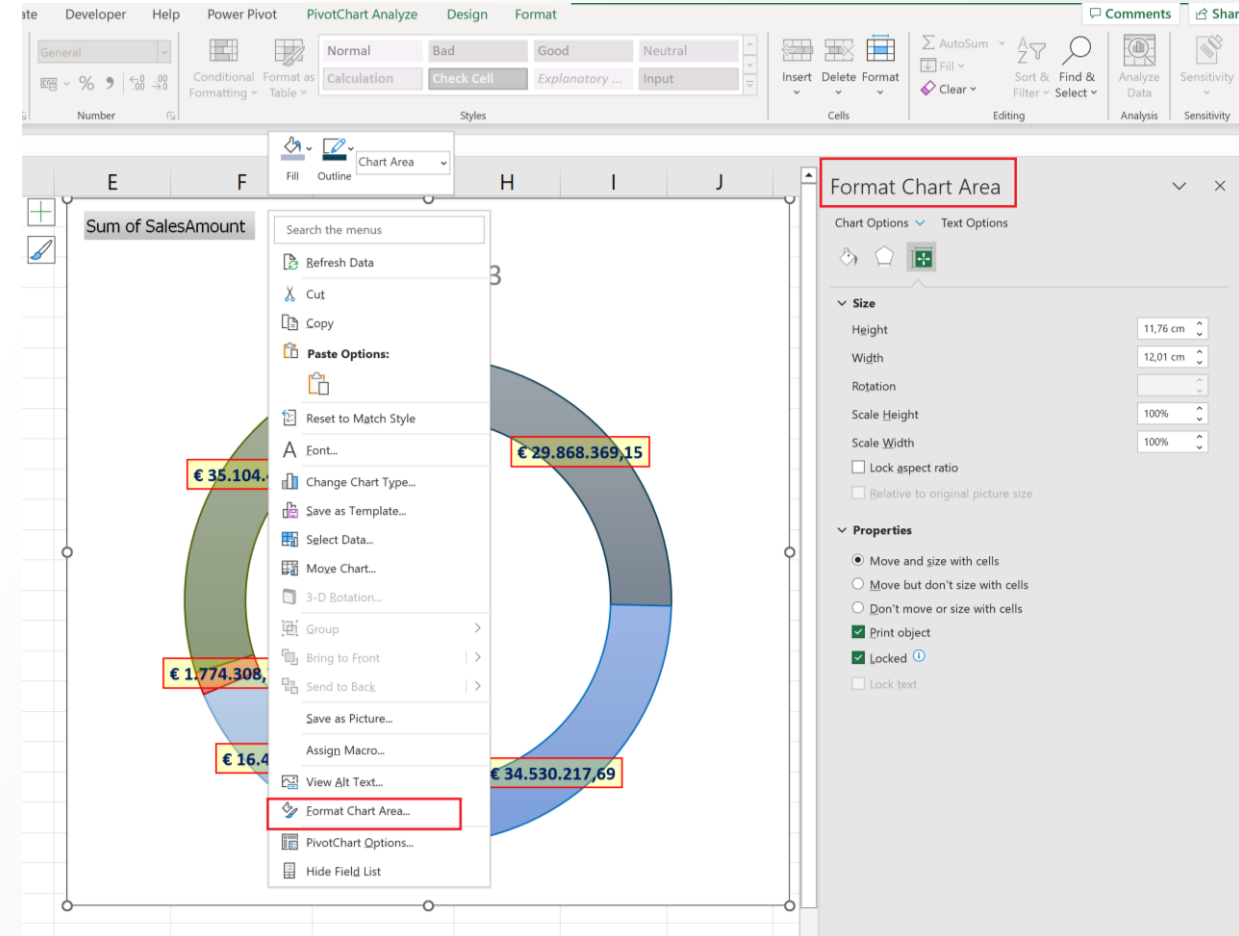 ate Developer Help Power Pivot PivotChart Analyze Design Format Comments Shar
General
Conditional Formatting
Format as Table
Normal Bad Good Neutral
Calculation Check Cell Explanatory ... Input
Insert Delete Format
AutoSum
Fill
Clear
Sort & Filter
Find & Select
Analyze Data
Sensitivity
Number Styles Cells Editing Analysis Sensitivity
Fill Outline Chart Area
E F H I J
Sum of SalesAmount
3
Search the menus
Refresh Data
Cut
Copy
Paste Options:
Reset to Match Style
Font...
Change Chart Type...
Save as Template...
Select Data...
Move Chart...
3-D Rotation...
Group
Bring to Front
Send to Back
Save as Picture...
Assign Macro...
View Alt Text...
Format Chart Area...
PivotChart Options...
Hide Field List
€ 29.868.369,15
€ 35.104.
€ 1.774.308,
€ 16.4
€ 34.530.217,69
Format Chart Area
Chart Options Text Options
Size
Height 11,76 cm
Width 12,01 cm
Rotation
Scale Height 100%
Scale Width 100%
Lock aspect ratio
Relative to original picture size
Properties
Move and size with cells
Move but don't size with cells
Don't move or size with cells
Print object
Locked
Lock text